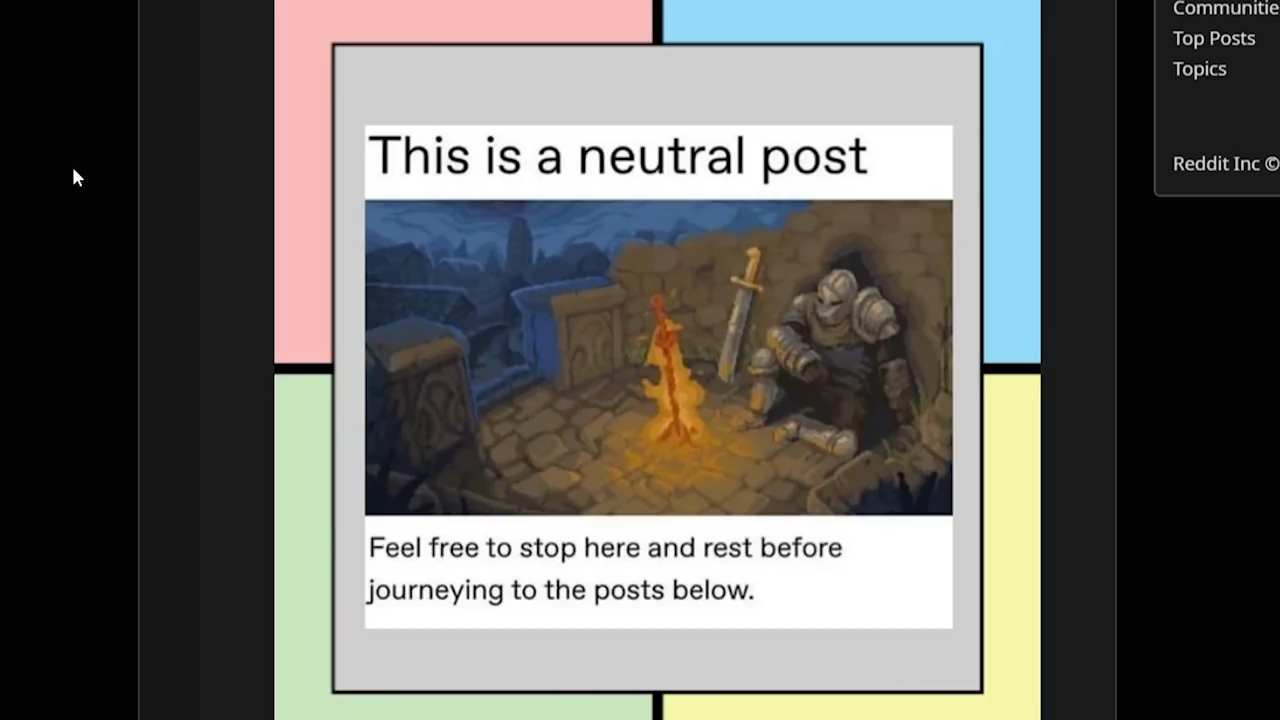 Communitie
Top Posts
Topics
Reddit Inc ©
This is a neutral post
Feel free to stop here and rest before
journeying to the posts below.